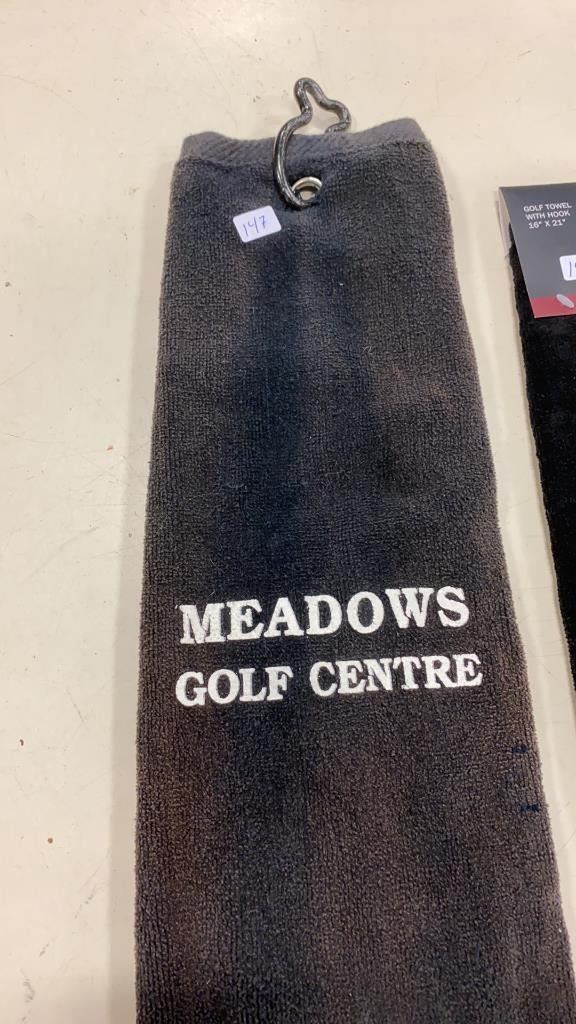 147
GOLF TOWEL
WITH HOOK
16" X 21"
MEADOWS
GOLF CENTRE